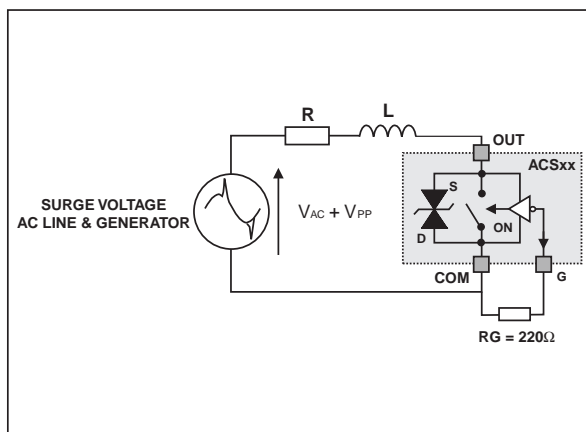 R
L
OUT
ACSxx
S
SURGE VOLTAGE
AC LINE & GENERATOR
VAC + VPP
ON
D
COM
G
RG = 220Ω